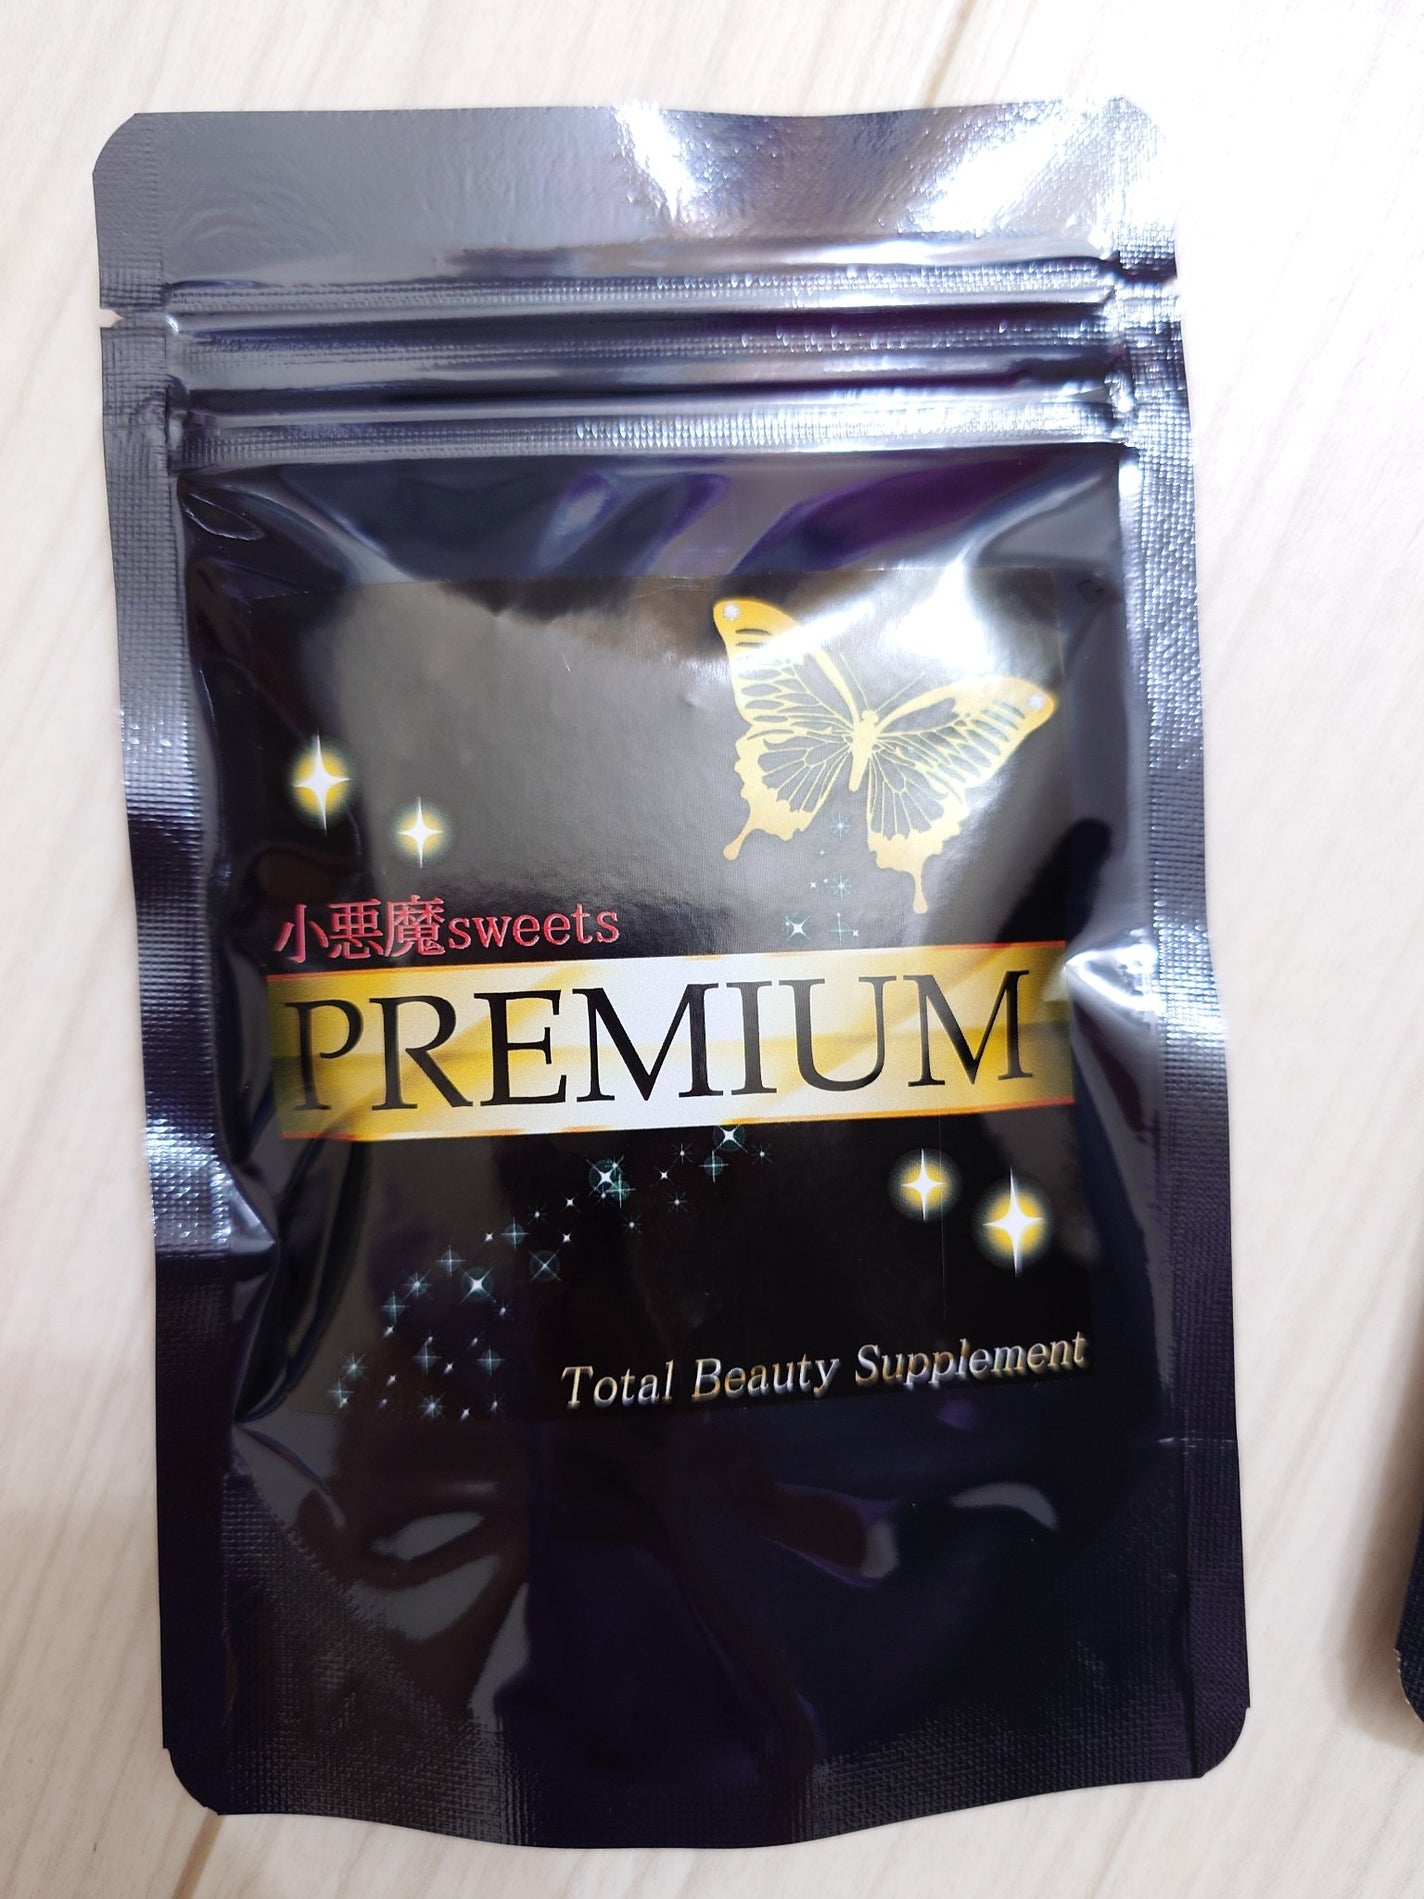 小悪魔sweets
PREMIUM
Total Beauty Supplement